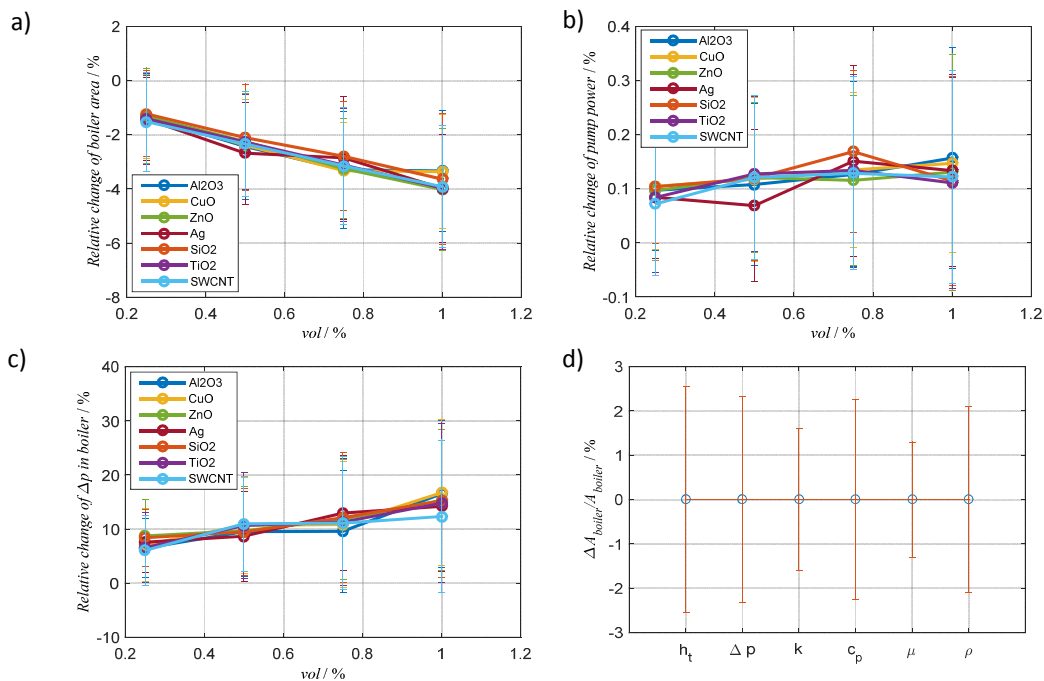 a)
Relative change of boiler area / %
2
0
-2
-4
-6
-8
Al2O3
CuO
ZnO
Ag
SiO2
TiO2
SWCNT
0.2 0.4 0.6 0.8 1 1.2
vol / %
b)
Relative change of pump power / %
0.4
0.3
0.2
0.1
0
-0.1
Al2O3
CuO
ZnO
Ag
SiO2
TiO2
SWCNT
0.2 0.4 0.6 0.8 1 1.2
vol / %
c)
Relative change of Δp in boiler / %
40
30
20
10
0
-10
Al2O3
CuO
ZnO
Ag
SiO2
TiO2
SWCNT
0.2 0.4 0.6 0.8 1 1.2
vol / %
d)
ΔA_boiler/A_boiler / %
3
2
1
0
-1
-2
-3
h_t Δ p k c_p μ ρ